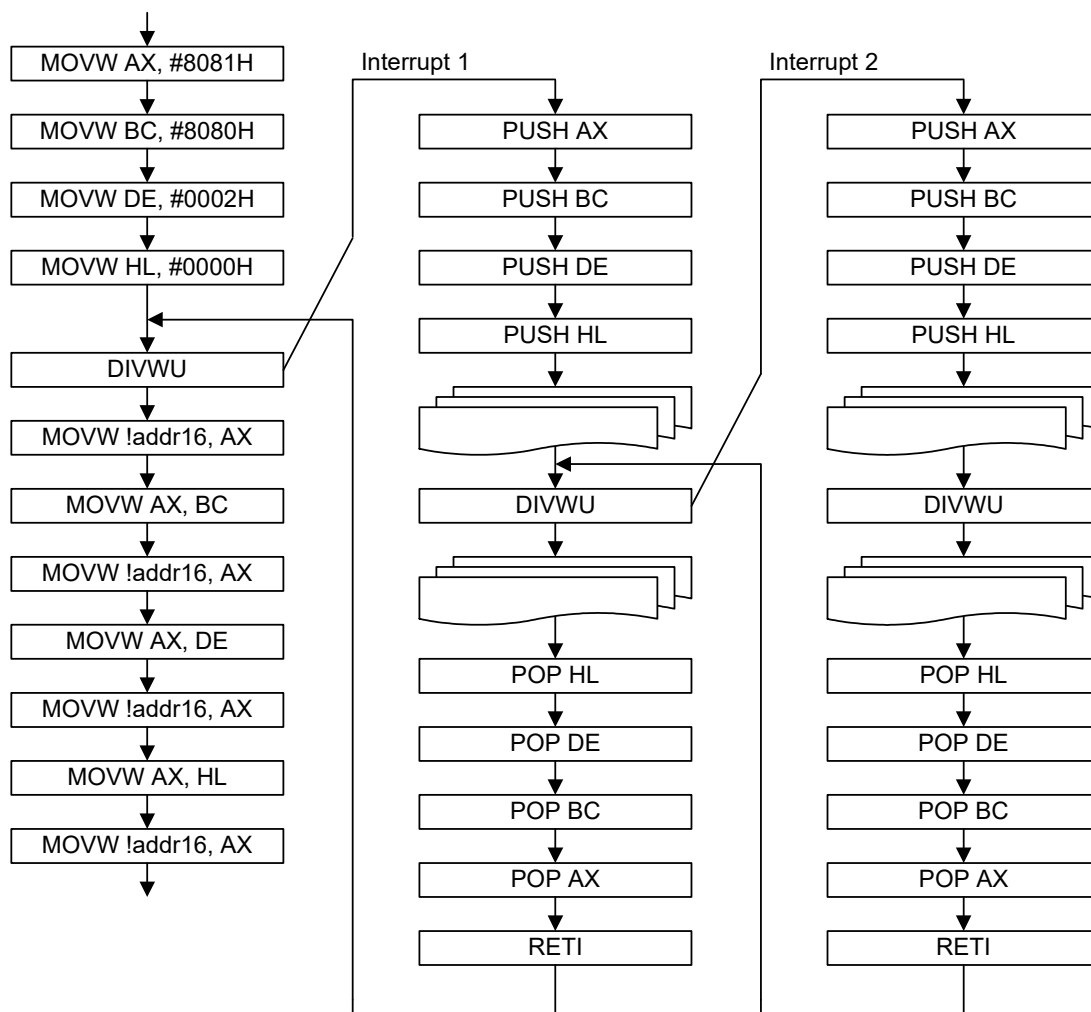 MOVW AX, #8081H
MOVW BC, #8080H
MOVW DE, #0002H
MOVW HL, #0000H
DIVWU
MOVW !addr16, AX
MOVW AX, BC
MOVW !addr16, AX
MOVW AX, DE
MOVW !addr16, AX
MOVW AX, HL
MOVW !addr16, AX
Interrupt 1
PUSH AX
PUSH BC
PUSH DE
PUSH HL
DIVWU
POP HL
POP DE
POP BC
POP AX
RETI
Interrupt 2
PUSH AX
PUSH BC
PUSH DE
PUSH HL
DIVWU
POP HL
POP DE
POP BC
POP AX
RETI